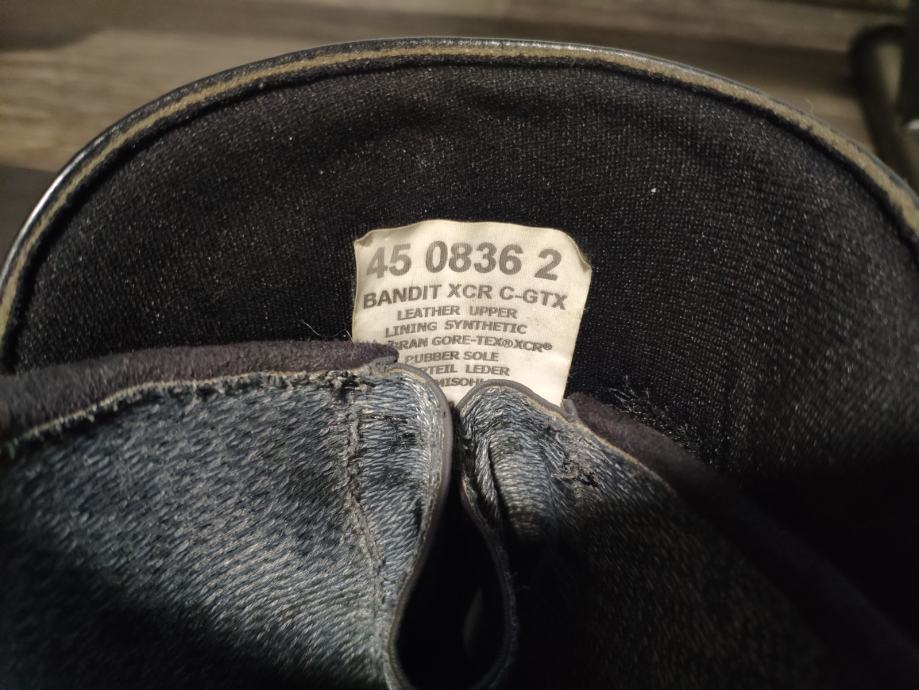 45 0836 2
BANDIT XCR C-GTX
LEATHER UPPER
LINING SYNTHETIC
GORE-TEX®XCR®
RUBBER SOLE
LEDER